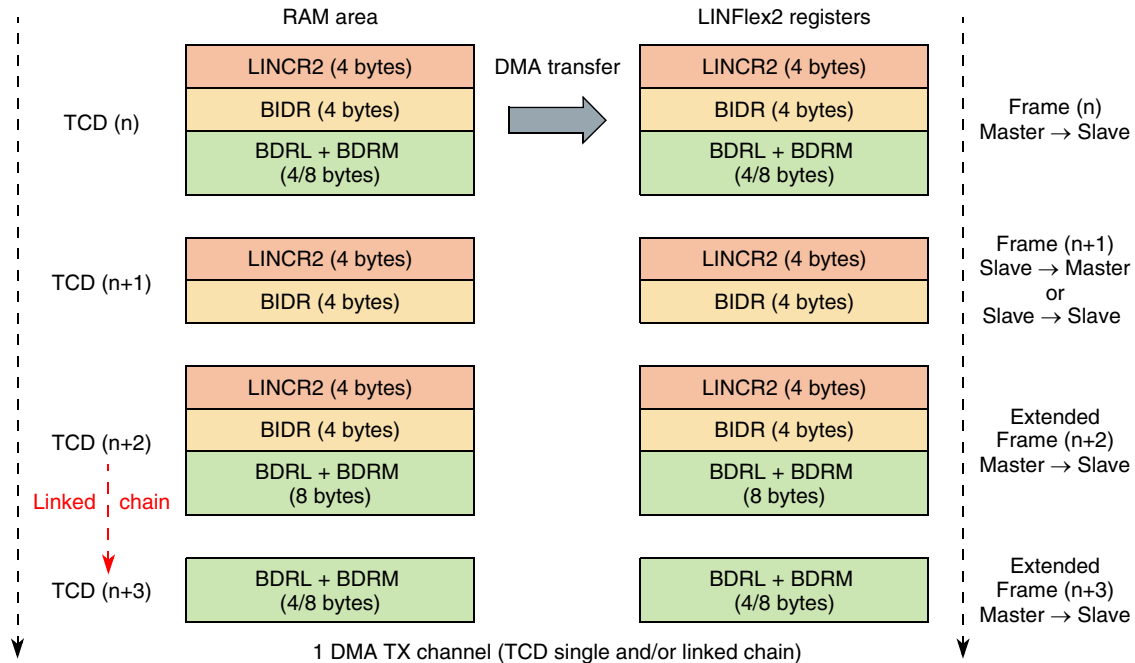 RAM area
LINFlex2 registers
TCD (n)
LINCR2 (4 bytes)
BIDR (4 bytes)
BDRL + BDRM
(4/8 bytes)
DMA transfer
LINCR2 (4 bytes)
BIDR (4 bytes)
BDRL + BDRM
(4/8 bytes)
Frame (n)
Master → Slave
TCD (n+1)
LINCR2 (4 bytes)
BIDR (4 bytes)
LINCR2 (4 bytes)
BIDR (4 bytes)
Frame (n+1)
Slave → Master
or
Slave → Slave
TCD (n+2)
LINCR2 (4 bytes)
BIDR (4 bytes)
BDRL + BDRM
(8 bytes)
LINCR2 (4 bytes)
BIDR (4 bytes)
BDRL + BDRM
(8 bytes)
Extended
Frame (n+2)
Master → Slave
Linked chain
TCD (n+3)
BDRL + BDRM
(4/8 bytes)
BDRL + BDRM
(4/8 bytes)
Extended
Frame (n+3)
Master → Slave
1 DMA TX channel (TCD single and/or linked chain)